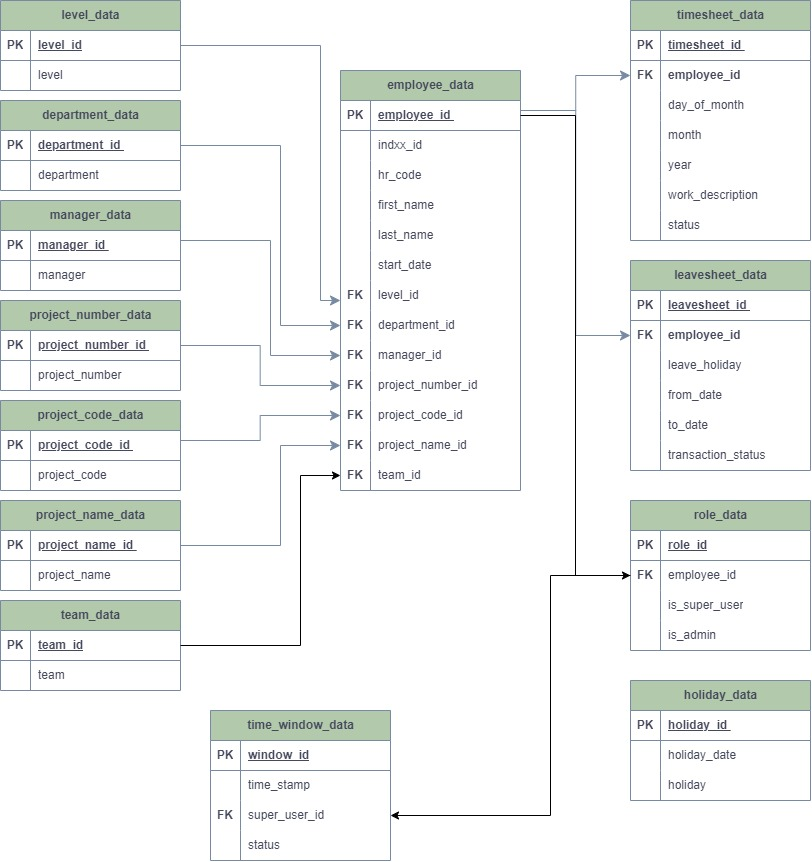 level_data
PK level_id
level
department_data
PK department_id
department
manager_data
PK manager_id
manager
project_number_data
PK project_number_id
project_number
project_code_data
PK project_code_id
project_code
project_name_data
PK project_name_id
project_name
team_data
PK team_id
team
employee_data
PK employee_id
indxx_id
hr_code
first_name
last_name
start_date
FK level_id
FK department_id
FK manager_id
FK project_number_id
FK project_code_id
FK project_name_id
FK team_id
time_window_data
PK window_id
time_stamp
FK super_user_id
status
timesheet_data
PK timesheet_id
FK employee_id
day_of_month
month
year
work_description
status
leavesheet_data
PK leavesheet_id
FK employee_id
leave_holiday
from_date
to_date
transaction_status
role_data
PK role_id
FK employee_id
is_super_user
is_admin
holiday_data
PK holiday_id
holiday_date
holiday